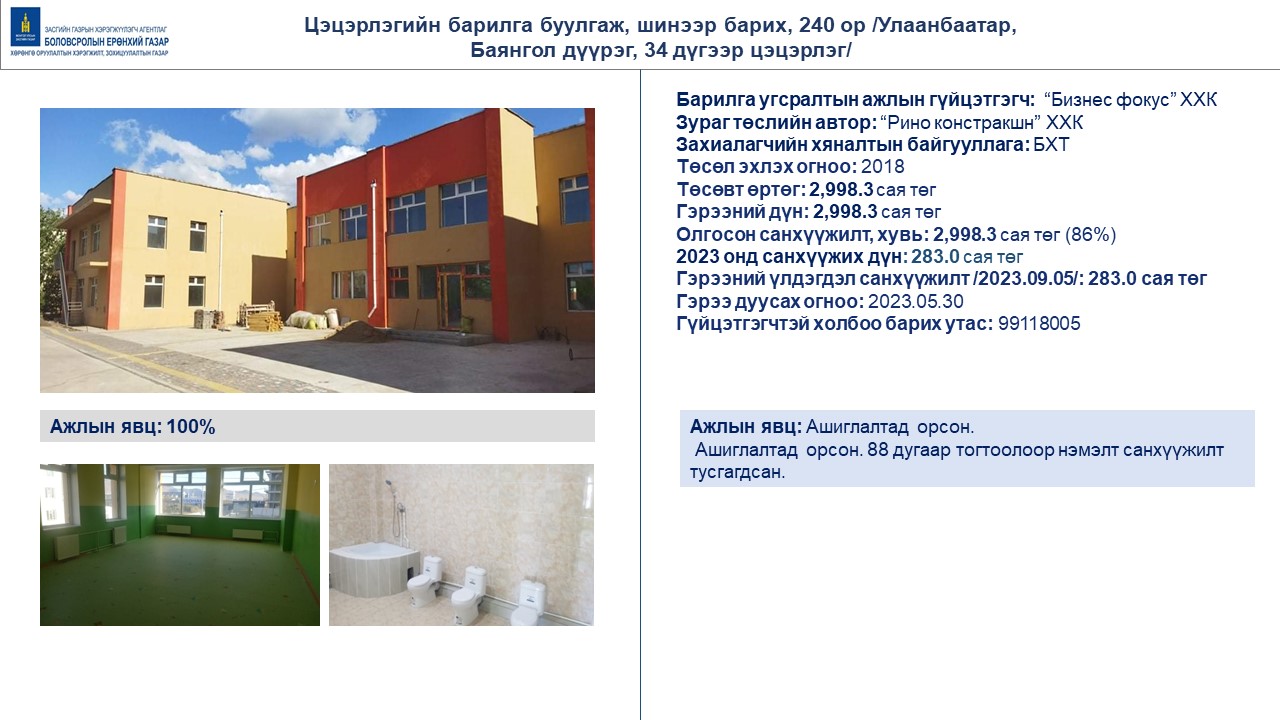 ЗАСГИЙН ГАЗРЫН ХЭРЭГЖҮҮЛЭГЧ АГЕНТЛАГ
БОЛОВСРОЛЫН ЕРӨНХИЙ ГАЗАР
ХӨРӨНГӨ ОРУУЛАЛТЫН ХЭРЭГЖИЛТ, ЗОХИЦУУЛАЛТЫН ГАЗАР
Цэцэрлэгийн барилга буулгаж, шинээр барих, 240 ор /Улаанбаатар,
Баянгол дүүрэг, 34 дүгээр цэцэрлэг/
Барилга угсралтын ажлын гүйцэтгэгч: “Бизнес фокус” ХХК
Зураг төслийн автор: “Рино констракшн” ХХК
Захиалагчийн хяналтын байгууллага: БХТ
Төсөл эхлэх огноо: 2018
Төсөвт өртөг: 2,998.3 сая төг
Гэрээний дүн: 2,998.3 сая төг
Олгосон санхүүжилт, хувь: 2,998.3 сая төг (86%)
2023 онд санхүүжих дүн: 283.0 сая төг
Гэрээний үлдэгдэл санхүүжилт /2023.09.05/: 283.0 сая төг
Гэрээ дуусах огноо: 2023.05.30
Гүйцэтгэгчтэй холбоо барих утас: 99118005
Ажлын явц: 100%
Ажлын явц: Ашиглалтад орсон.
Ашиглалтад орсон. 88 дугаар тогтоолоор нэмэлт санхүүжилт
тусгагдсан.